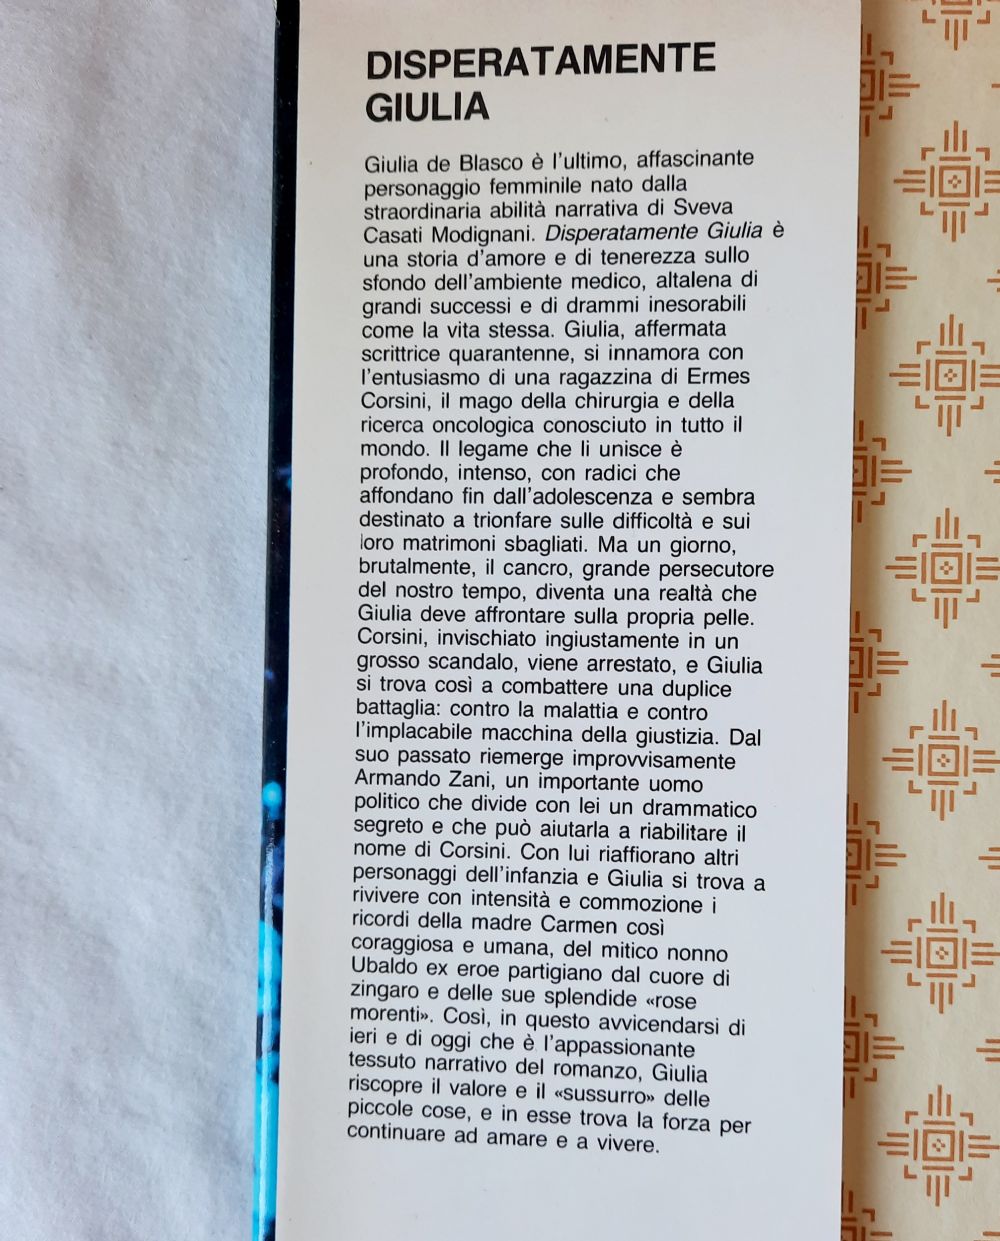 DISPERATAMENTE
GIULIA
Giulia de Blasco è l'ultimo, affascinante
personaggio femminile nato dalla
straordinaria abilità narrativa di Sveva
Casati Modignani. Disperatamente Giulia è
una storia d'amore e di tenerezza sullo
sfondo dell'ambiente medico, altalena di
grandi successi e di drammi inesorabili
come la vita stessa. Giulia, affermata
scrittrice quarantenne, si innamora con
l'entusiasmo di una ragazzina di Ermes
Corsini, il mago della chirurgia e della
ricerca oncologica conosciuto in tutto il
mondo. Il legame che li unisce è
profondo, intenso, con radici che
affondano fin dall'adolescenza e sembra
destinato a trionfare sulle difficoltà e sui
loro matrimoni sbagliati. Ma un giorno,
brutalmente, il cancro, grande persecutore
del nostro tempo, diventa una realtà che
Giulia deve affrontare sulla propria pelle.
Corsini, invischiato ingiustamente in un
grosso scandalo, viene arrestato, e Giulia
si trova così a combattere una duplice
battaglia: contro la malattia e contro
l'implacabile macchina della giustizia. Dal
suo passato riemerge improvvisamente
Armando Zani, un importante uomo
politico che divide con lei un drammatico
segreto e che può aiutarla a riabilitare il
nome di Corsini. Con lui riaffiorano altri
personaggi dell'infanzia e Giulia si trova a
rivivere con intensità e commozione i
ricordi della madre Carmen così
coraggiosa e umana, del mitico nonno
Ubaldo ex eroe partigiano dal cuore di
zingaro e delle sue splendide «rose
morenti». Così, in questo avvicendarsi di
ieri e di oggi che è l'appassionante
tessuto narrativo del romanzo, Giulia
riscopre il valore e il «sussurro» delle
piccole cose, e in esse trova la forza per
continuare ad amare e a vivere.